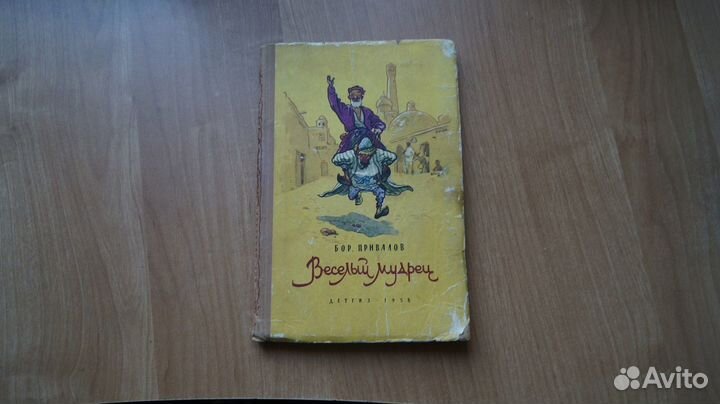 БОР. ПРИВАЛОВ
Веселый мудрец
ДЕТГИЗ · 1958
Avito